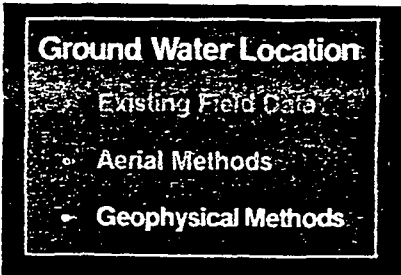 Ground Water Location
Existing Field Data
Aerial Methods
Geophysical Methods